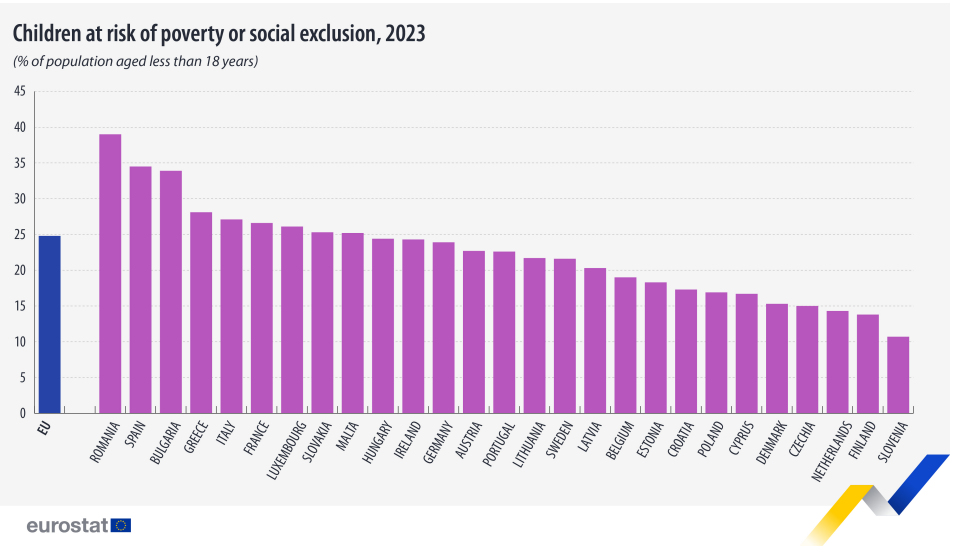 Children at risk of poverty or social exclusion, 2023
(% of population aged less than 18 years)
45
40
35
30
25
20
15
10
5
0
EU
ROMANIA
SPAIN
BULGARIA
GREECE
ITALY
FRANCE
LUXEMBOURG
SLOVAKIA
MALTA
HUNGARY
IRELAND
GERMANY
AUSTRIA
PORTUGAL
LITHUANIA
SWEDEN
LATVIA
BELGIUM
ESTONIA
CROATIA
POLAND
CYPRUS
DENMARK
CZECHIA
NETHERLANDS
FINLAND
SLOVENIA
eurostat